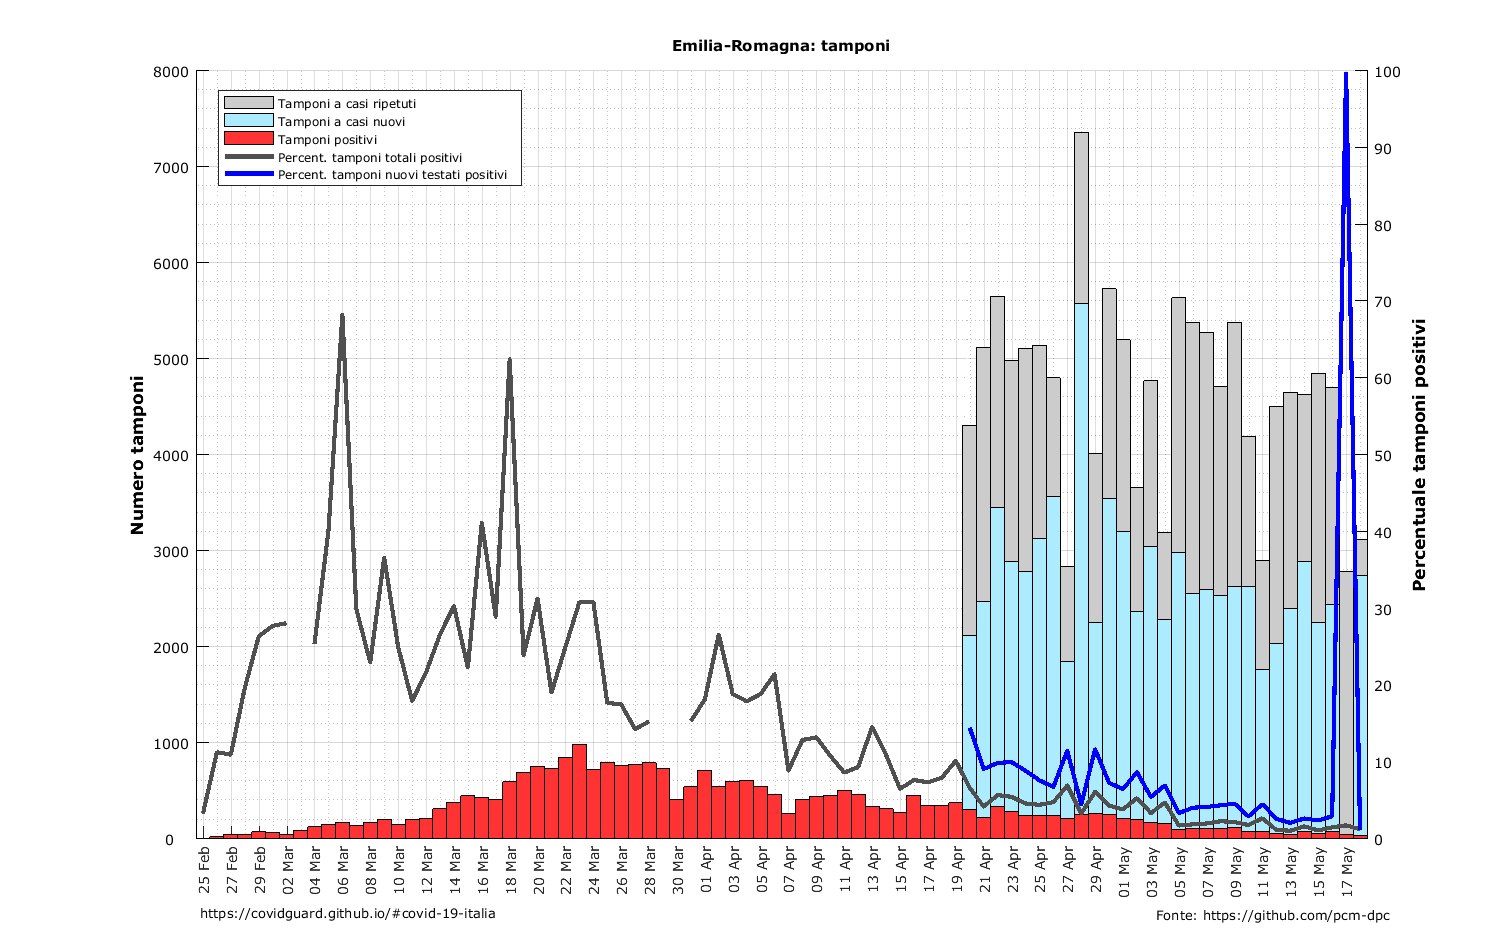 Emilia-Romagna: tamponi
Tamponi a casi ripetuti
Tamponi a casi nuovi
Tamponi positivi
Percent. tamponi totali positivi
Percent. tamponi nuovi testati positivi
Numero tamponi
8000
7000
6000
5000
4000
3000
2000
1000
0
Percentuale tamponi positivi
100
90
80
70
60
50
40
30
20
10
0
25 Feb
27 Feb
29 Feb
02 Mar
04 Mar
06 Mar
08 Mar
10 Mar
12 Mar
14 Mar
16 Mar
18 Mar
20 Mar
22 Mar
24 Mar
26 Mar
28 Mar
30 Mar
01 Apr
03 Apr
05 Apr
07 Apr
09 Apr
11 Apr
13 Apr
15 Apr
17 Apr
19 Apr
21 Apr
23 Apr
25 Apr
27 Apr
29 Apr
01 May
03 May
05 May
07 May
09 May
11 May
13 May
15 May
17 May
https://covidguard.github.io/#covid-19-italia
Fonte: https://github.com/pcm-dpc